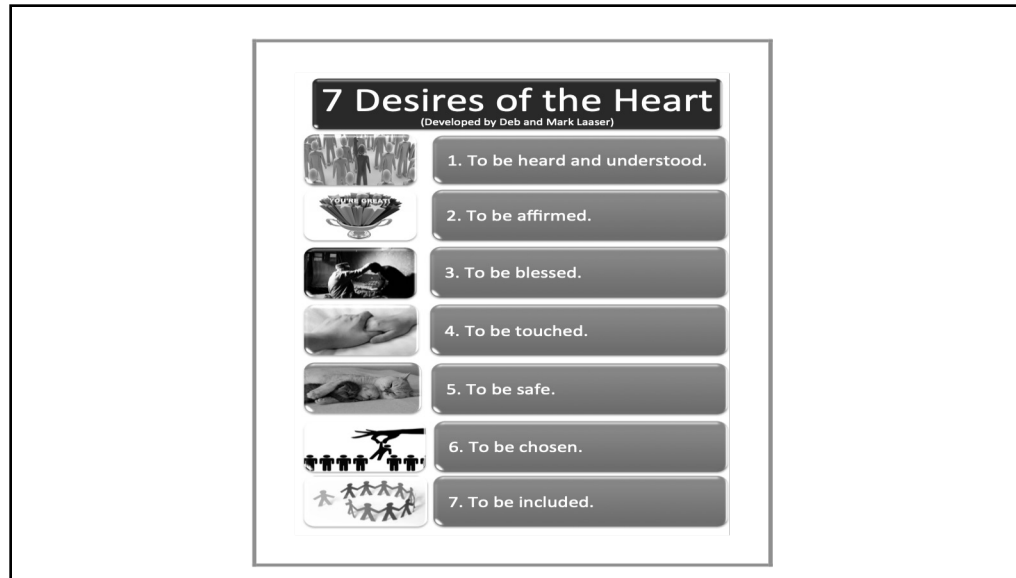 7 Desires of the Heart
(Developed by Deb and Mark Laaser)
1. To be heard and understood.
YOU'RE GREAT!
2. To be affirmed.
3. To be blessed.
4. To be touched.
5. To be safe.
6. To be chosen.
7. To be included.